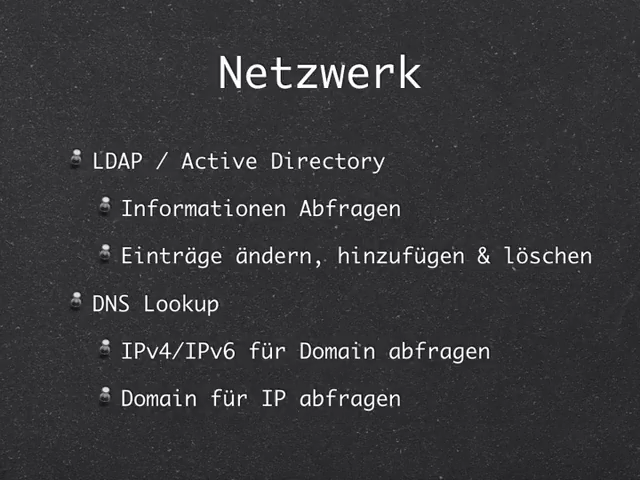 Netzwerk
LDAP / Active Directory
Informationen Abfragen
Einträge ändern, hinzufügen & löschen
DNS Lookup
IPv4/IPv6 für Domain abfragen
Domain für IP abfragen